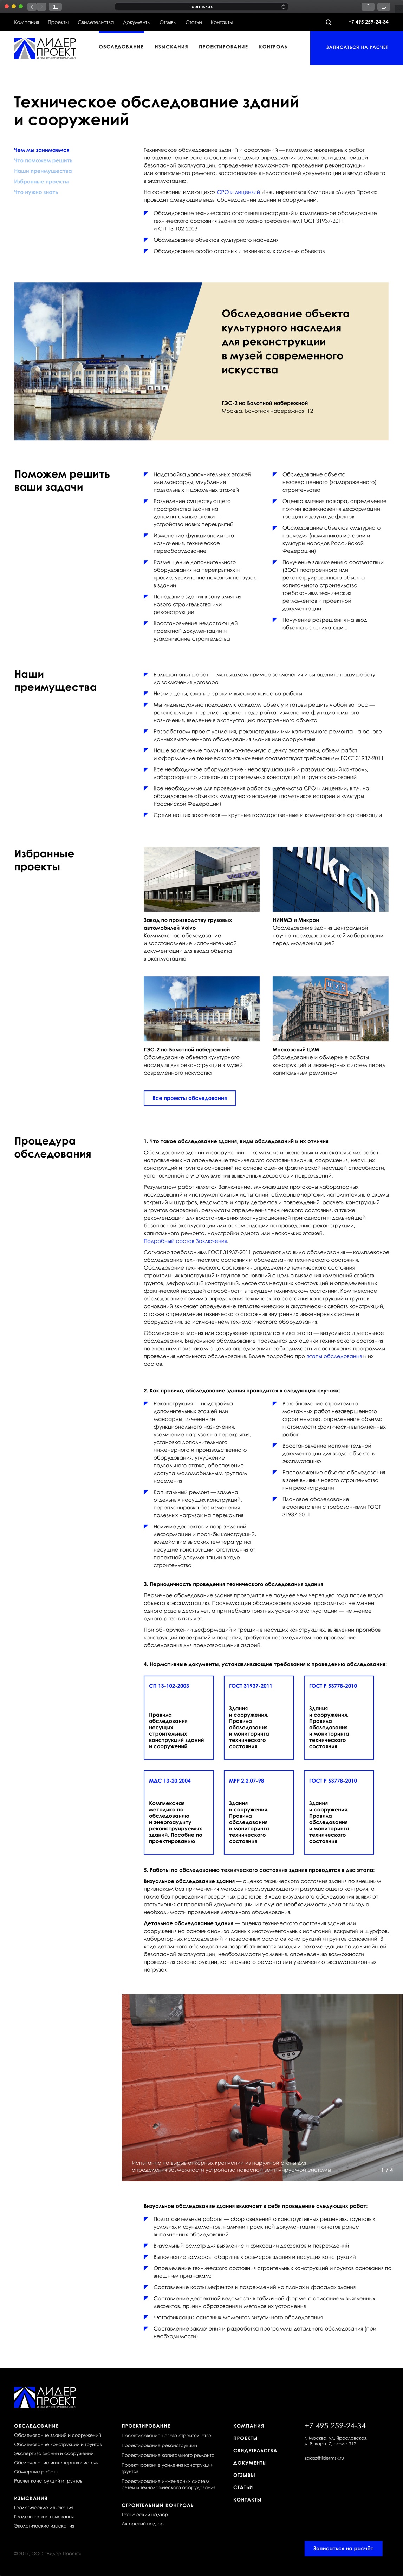 lidermsk.ru
Компания Проекты Свидетельства Документы Отзывы Статьи Контакты
+7 495 259-24-34
ЛИДЕР
ПРОЕКТ
ОБСЛЕДОВАНИЕ ИЗЫСКАНИЯ ПРОЕКТИРОВАНИЕ КОНТРОЛЬ
ЗАПИСАТЬСЯ НА РАСЧЁТ
Техническое обследование зданий
и сооружений
Чем мы занимаемся
Что поможем решить
Наши преимущества
Избранные проекты
Что нужно знать
Техническое обследование зданий и сооружений — комплекс инженерных работ
по оценке технического состояния с целью определения возможности дальнейшей
безопасной эксплуатации, определения возможности проведения реконструкции,
капитального ремонта, восстановления недостающей документации и ввода объекта
в эксплуатацию.
На основании имеющихся СРО и лицензий Инжиниринговая Компания «Лидер Проект»
проводит следующие виды обследований зданий и сооружений:
Обследование технического состояния конструкций и комплексное обследование
технического состояния зданий согласно требованиям ГОСТ 31937-2011
и СП 13-102-2003
Обследование объектов культурного наследия
Обследование особо опасных и технических сложных объектов
Обследование объекта
культурного наследия
для реконструкции
в музей современного
искусства
ГЭС-2 на Болотной набережной
Москва, Болотная набережная, 12
Поможем решить
ваши задачи
Надстройка дополнительных этажей
или мансарды, углубление
подвальных и цокольных этажей
Разделение существующего
пространства здания на
дополнительные этажи —
устройство новых перекрытий
Изменение функционального
назначения, техническое
переоборудование
Размещение дополнительного
оборудования на перекрытиях и
кровле, увеличение полезных нагрузок
в здании
Попадание здания в зону влияния
нового строительства или
реконструкции
Восстановление недостающей
проектной документации и
узаконивание строительства
Обследование объекта
незавершённого (замороженного)
строительства
Оценка влияния пожара, определение
причин возникновения деформаций,
трещин и других дефектов
Обследование объектов культурного
наследия (памятников истории и
культуры народов Российской
Федерации)
Получение заключения о соответствии
(ЗОС) построенного или
реконструированного объекта
капитального строительства
требованиям технических
регламентов и проектной
документации
Получение разрешения на ввод
объекта в эксплуатацию
Наши
преимущества
Большой опыт работ — мы вышлем пример заключения и вы оцените нашу работу
до заключения договора
Низкие цены, сжатые сроки и высокое качество работы
Мы индивидуально подходим к каждому объекту и готовы решить любой вопрос —
реконструкция, перепланировка, надстройка, изменение функционального
назначения, введение в эксплуатацию построенного объекта
Разработаем проект усиления, реконструкции или капитального ремонта на основе
данных выполненного обследования здания или сооружения
Наше заключение получит положительную оценку экспертизы, объем работ
и оформление технического заключения соответствуют требованиям ГОСТ 31937-2011
Все необходимое оборудование - неразрушающий и разрушающий контроль,
лаборатория по испытанию строительных конструкций и грунтов оснований
Все необходимые для проведения работ свидетельства СРО и лицензии, в т.ч. на
обследование объектов культурного наследия (памятников истории и культуры
Российской Федерации)
Среди наших заказчиков — крупные государственные и коммерческие организации
Избранные
проекты
VOLVO
Mikron
Завод по производству грузовых
автомобилей Volvo
Комплексное обследование
и восстановление исполнительной
документации для ввода объекта
в эксплуатацию
НИИМЭ и Микрон
Обследование здания центральной
научно-исследовательской лаборатории
перед модернизацией
ГЭС-2 на Болотной набережной
Обследование объекта культурного
наследия для реконструкции в музей
современного искусства
Московский ЦУМ
Обследование и обмерные работы
конструкций и инженерных систем перед
капитальным ремонтом
Все проекты обследования
Процедура
обследования
1. Что такое обследование здания, виды обследований и их отличия
Обследование зданий и сооружений — комплекс инженерных и изыскательских работ,
направленных на определение технического состояния здания, сооружения, несущих
конструкций и грунтов основания на основе оценки фактической несущей способности,
установленной с учетом влияния выявленных дефектов и повреждений.
Результатом работ является Заключение, включающее протоколы лабораторных
исследований и инструментальных испытаний, обмерные чертежи, исполнительные схемы
вскрытий и шурфов, ведомость и карты дефектов и повреждений, расчеты конструкций
и грунтов оснований, результаты определения технического состояния, а также
рекомендации для восстановления эксплуатационной пригодности и дальнейшей
безопасной эксплуатации или рекомендации по проведению реконструкции,
капитального ремонта, надстройки одного или нескольких этажей.
Подробный состав Заключения.
Согласно требованиям ГОСТ 31937-2011 различают два вида обследования — комплексное
обследование технического состояния и обследование технического состояния.
Обследование технического состояния - определение технического состояния
строительных конструкций и грунтов оснований с целью выявления изменений свойств
грунтов, деформаций конструкций, дефектов несущих конструкций и определения их
фактической несущей способности в текущем техническом состоянии. Комплексное
обследование помимо определения технического состояния конструкций и грунтов
оснований включает определение теплотехнических и акустических свойств конструкций,
а также определение технического состояния внутренних инженерных систем и
оборудования, за исключением технологического оборудования.
Обследование здания или сооружения проводится в два этапа — визуальное и детальное
обследования. Визуальное обследование проводится для оценки технического состояния
по внешним признакам с целью определения необходимости и составления программы
проведения детального обследования. Более подробно про этапы обследования и их
состав.
2. Как правило, обследование здания проводится в следующих случаях:
Реконструкция — надстройка
дополнительных этажей или
мансарды, изменение
функционального назначения,
увеличение нагрузок на перекрытия,
установка дополнительного
инженерного и производственного
оборудования, углубление
подвального этажа, обеспечение
доступа маломобильным группам
населения
Капитальный ремонт — замена
отдельных несущих конструкций,
перепланировка без изменения
полезных нагрузок на перекрытия
Наличие дефектов и повреждений -
деформации и прогибы конструкций,
воздействие высоких температур на
несущие конструкции, отступления от
проектной документации в ходе
строительства
Возобновление строительно-
монтажных работ незавершенного
строительства, определение объема
и стоимости фактически выполненных
работ
Восстановление исполнительной
документации для ввода объекта в
эксплуатацию
Расположение объекта обследования
в зоне влияния нового строительства
или реконструкции
Плановое обследование
в соответствии с требованиями ГОСТ
31937-2011
3. Периодичность проведения технического обследования здания
Первичное обследование здания проводится не позднее чем через два года после ввода
объекта в эксплуатацию. Последующие обследования должны проводиться не менее
одного раза в десять лет, а при неблагоприятных условиях эксплуатации — не менее
одного раза в пять лет.
При обнаружении деформаций и трещин в несущих конструкциях, выявлении прогибов
конструкций перекрытий и покрытия, требуется незамедлительное проведение
обследования для предотвращения аварий.
4. Нормативные документы, устанавливающие требования к проведению обследования:
СП 13-102-2003
Правила
обследования
несущих
строительных
конструкций зданий
и сооружений
ГОСТ 31937-2011
Здания
и сооружения.
Правила
обследования
и мониторинга
технического
состояния
ГОСТ Р 53778-2010
Здания
и сооружения.
Правила
обследования
и мониторинга
технического
состояния
МДС 13-20.2004
Комплексная
методика по
обследованию
и энергоаудиту
реконструируемых
зданий. Пособие по
проектированию
МРР 2.2.07-98
Здания
и сооружения.
Правила
обследования
и мониторинга
технического
состояния
ГОСТ Р 53778-2010
Здания
и сооружения.
Правила
обследования
и мониторинга
технического
состояния
5. Работы по обследованию технического состояния здания проводятся в два этапа:
Визуальное обследование здания — оценка технического состояния здания по внешним
признакам без применения методов неразрушающего и разрушающего контроля, а
также без проведения поверочных расчетов. В ходе визуального обследования выявляют
отступления от проектной документации, и в случае необходимости делают вывод о
необходимости проведения детального обследования.
Детальное обследование здания — оценка технического состояния здания или
сооружения на основе анализа данных инструментальных испытаний, вскрытий и шурфов,
лабораторных исследований и поверочных расчетов конструкций и грунтов оснований. В
ходе детального обследования разрабатываются выводы и рекомендации по дальнейшей
безопасной эксплуатации, необходимости усиления, определению возможности
проведения реконструкции, капитального ремонта или увеличению эксплуатационных
нагрузок.
Испытание на вырыв анкерных креплений из наружной стены для
определения возможности устройства навесной вентилируемой системы
1 / 4
Визуальное обследование здания включает в себя проведение следующих работ:
Подготовительные работы — сбор сведений о конструктивных решениях, грунтовых
условиях и фундаментов, наличии проектной документации и отчетов ранее
выполненных обследований
Визуальный осмотр для выявление и фиксации дефектов и повреждений
Выполнение замеров габаритных размеров здания и несущих конструкций
Определение технического состояния строительных конструкций и грунтов основания по
внешним признакам;
Составление карты дефектов и повреждений на планах и фасадах здания
Составление дефектной ведомости в табличной форме с описанием выявленных
дефектов, причин образования и методов их устранения
Фотофиксация основных моментов визуального обследования
Составление заключения и разработка программы детального обследования (при
необходимости)
ЛИДЕР
ПРОЕКТ
ОБСЛЕДОВАНИЕ
Обследование зданий и сооружений
Обследование конструкций и грунтов
Экспертиза зданий и сооружений
Обследование инженерных систем
Обмерные работы
Расчет конструкций и грунтов
ИЗЫСКАНИЯ
Геологические изыскания
Геодезические изыскания
Экологические изыскания
ПРОЕКТИРОВАНИЕ
Проектирование нового строительства
Проектирование реконструкции
Проектирование капитального ремонта
Проектирование усиления конструкций
грунтов
Проектирование инженерных систем,
сетей и технологического оборудования
СТРОИТЕЛЬНЫЙ КОНТРОЛЬ
Технический надзор
Авторский надзор
КОМПАНИЯ
ПРОЕКТЫ
СВИДЕТЕЛЬСТВА
ДОКУМЕНТЫ
ОТЗЫВЫ
СТАТЬИ
КОНТАКТЫ
+7 495 259-24-34
г. Москва, ул. Ярославская,
д. 8, корп. 7, офис 512
zakaz@lidermsk.ru
Записаться на расчёт
© 2017, ООО «Лидер Проект»